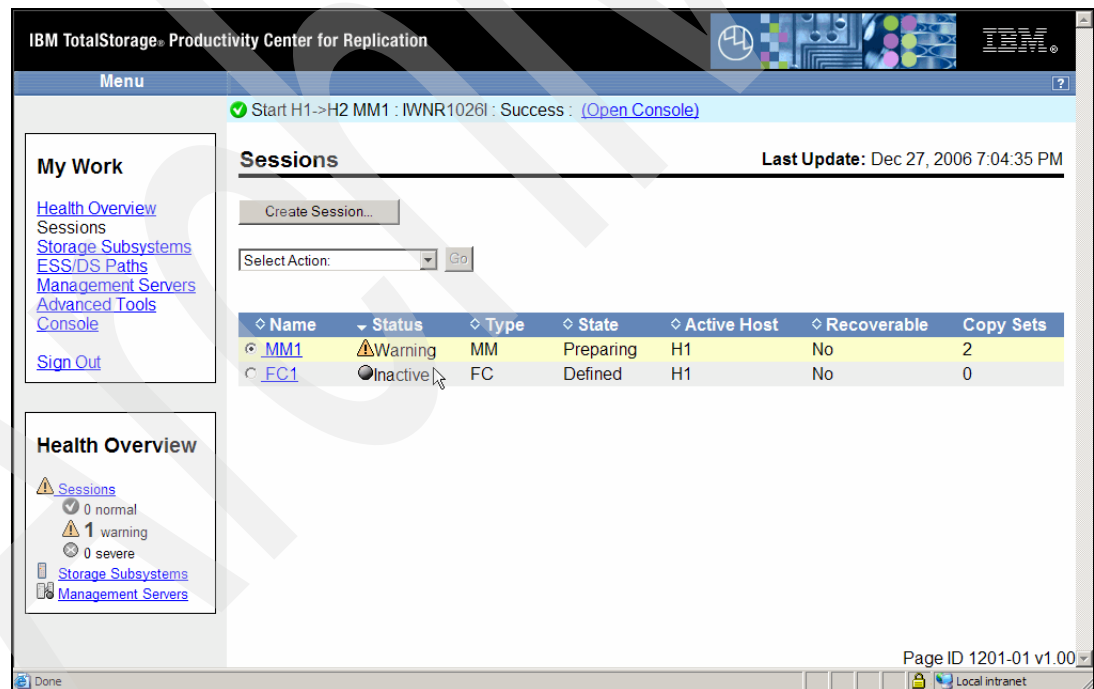 IBM TotalStorage® Productivity Center for Replication
IBM®
Menu
?
Start H1->H2 MM1 : IWNR1026I : Success : (Open Console)
My Work
Health Overview
Sessions
Storage Subsystems
ESS/DS Paths
Management Servers
Advanced Tools
Console
Sign Out
Sessions
Last Update: Dec 27, 2006 7:04:35 PM
Create Session...
Select Action:
Go
Name Status Type State Active Host Recoverable Copy Sets
MM1 Warning MM Preparing H1 No 2
FC1 Inactive FC Defined H1 No 0
Health Overview
Sessions
0 normal
1 warning
0 severe
Storage Subsystems
Management Servers
Page ID 1201-01 v1.00
Done
Local intranet